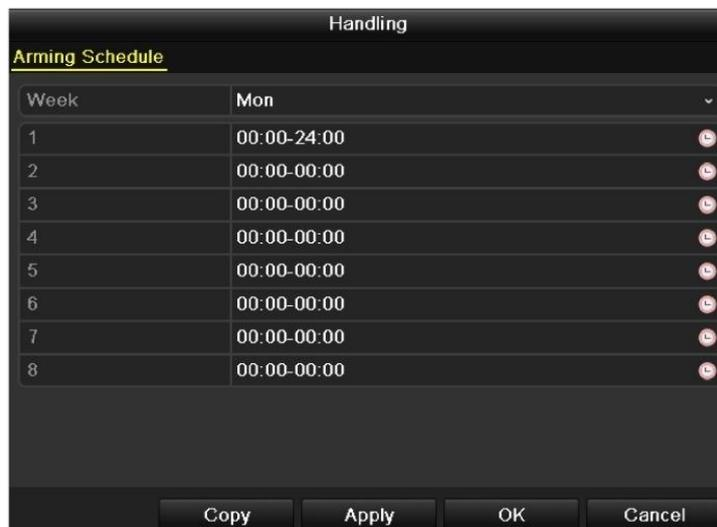 Handling
Arming Schedule
Week Mon
1 00:00-24:00
2 00:00-00:00
3 00:00-00:00
4 00:00-00:00
5 00:00-00:00
6 00:00-00:00
7 00:00-00:00
8 00:00-00:00
Copy Apply OK Cancel